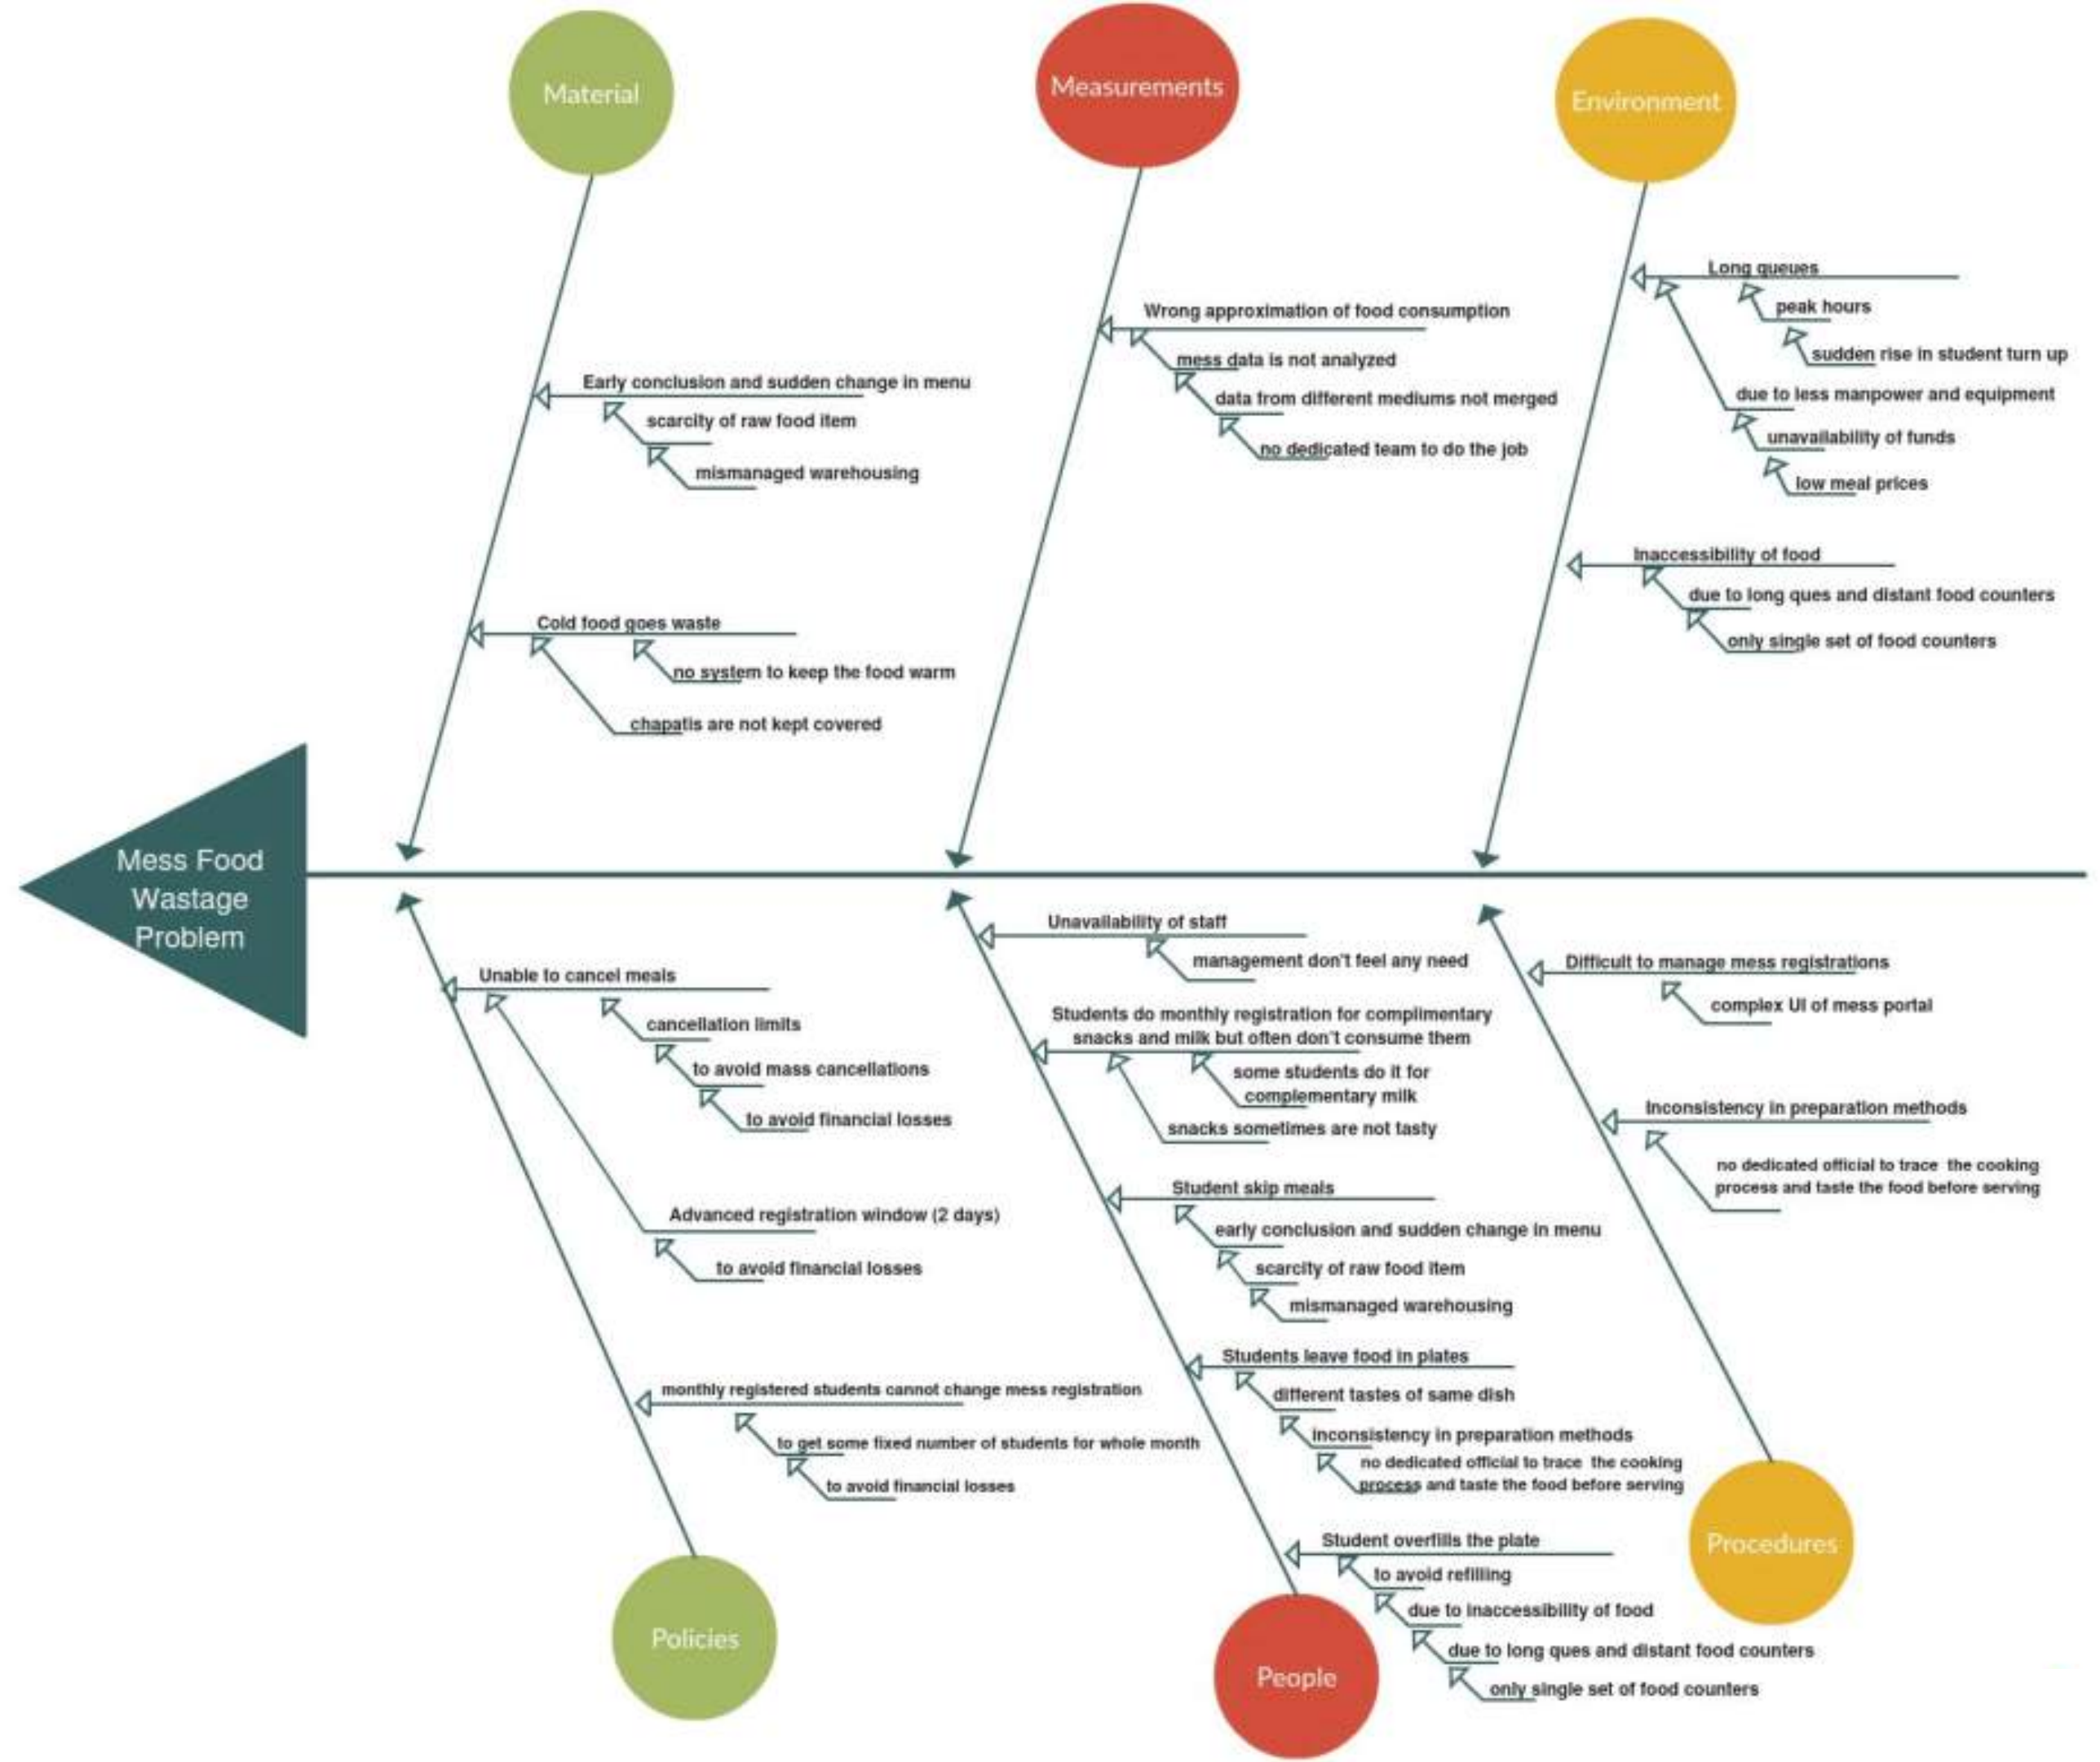 Material
Measurements
Environment
Early conclusion and sudden change in menu
scarcity of raw food item
mismanaged warehousing
Cold food goes waste
no system to keep the food warm
chapatis are not kept covered
Wrong approximation of food consumption
mess data is not analyzed
data from different mediums not merged
no dedicated team to do the job
Long queues
peak hours
sudden rise in student turn up
due to less manpower and equipment
unavailability of funds
low meal prices
Inaccessibility of food
due to long ques and distant food counters
only single set of food counters
Mess Food
Wastage
Problem
Unable to cancel meals
cancellation limits
to avoid mass cancellations
to avoid financial losses
Advanced registration window (2 days)
to avoid financial losses
monthly registered students cannot change mess registration
to get some fixed number of students for whole month
to avoid financial losses
Policies
Unavailability of staff
management don't feel any need
Students do monthly registration for complimentary
snacks and milk but often don't consume them
some students do it for
complementary milk
snacks sometimes are not tasty
Student skip meals
early conclusion and sudden change in menu
scarcity of raw food item
mismanaged warehousing
Students leave food in plates
different tastes of same dish
inconsistency in preparation methods
no dedicated official to trace the cooking
process and taste the food before serving
Student overfills the plate
to avoid refilling
due to inaccessibility of food
due to long ques and distant food counters
only single set of food counters
People
Difficult to manage mess registrations
complex UI of mess portal
Inconsistency in preparation methods
no dedicated official to trace the cooking
process and taste the food before serving
Procedures